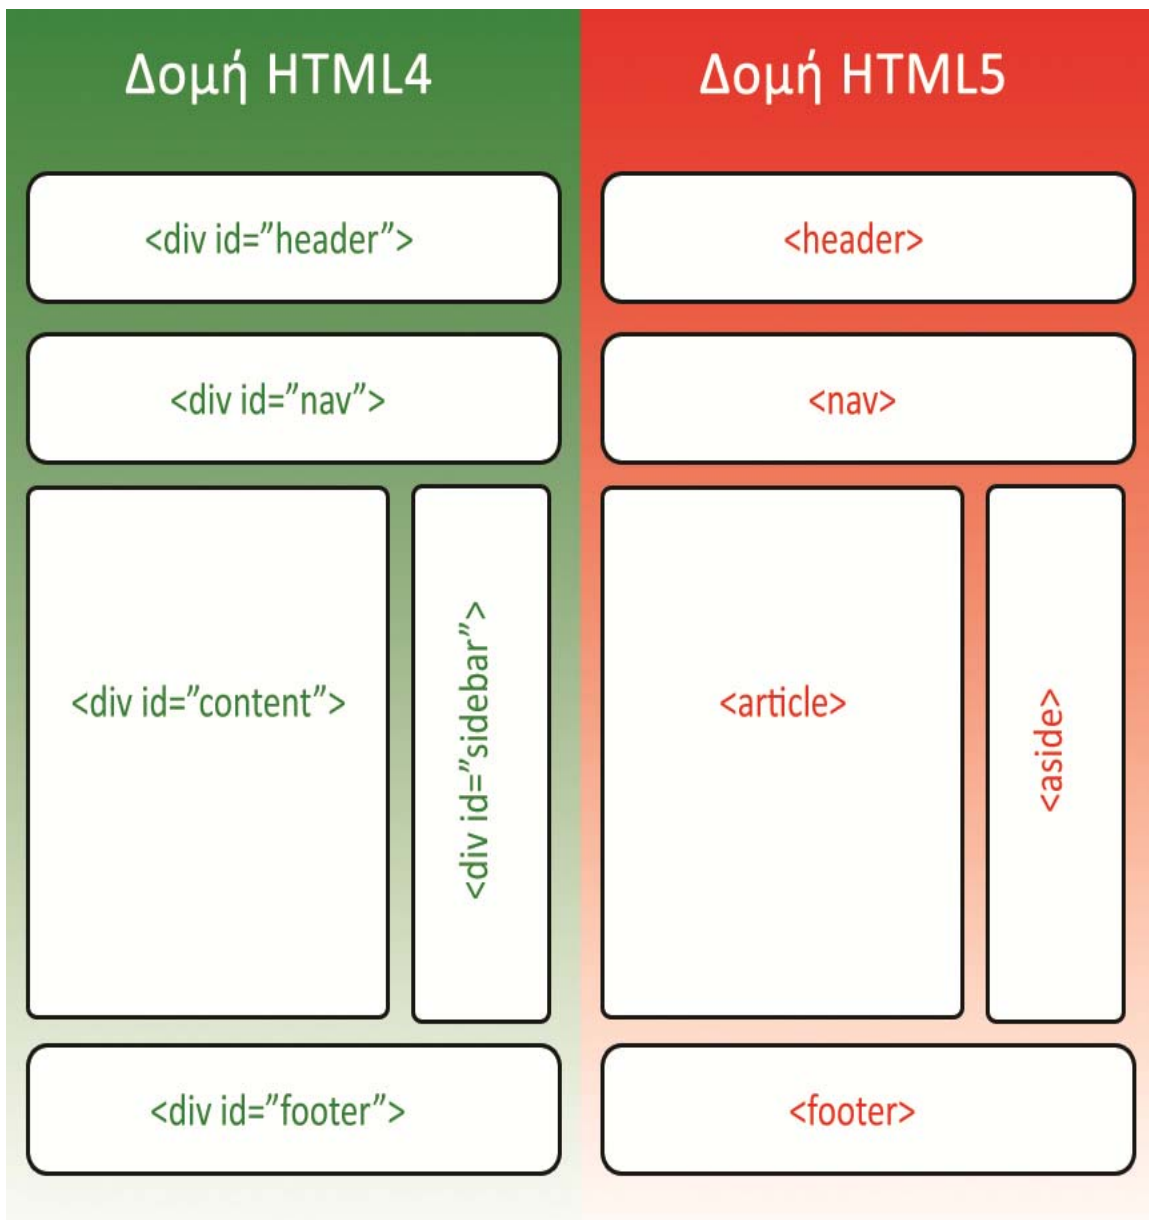 Δομή HTML4
<div id=”header”>
<div id=”nav”>
<div id=”content”>
<div id=”sidebar”>
<div id=”footer”>
Δομή HTML5
<header>
<nav>
<article>
<aside>
<footer>